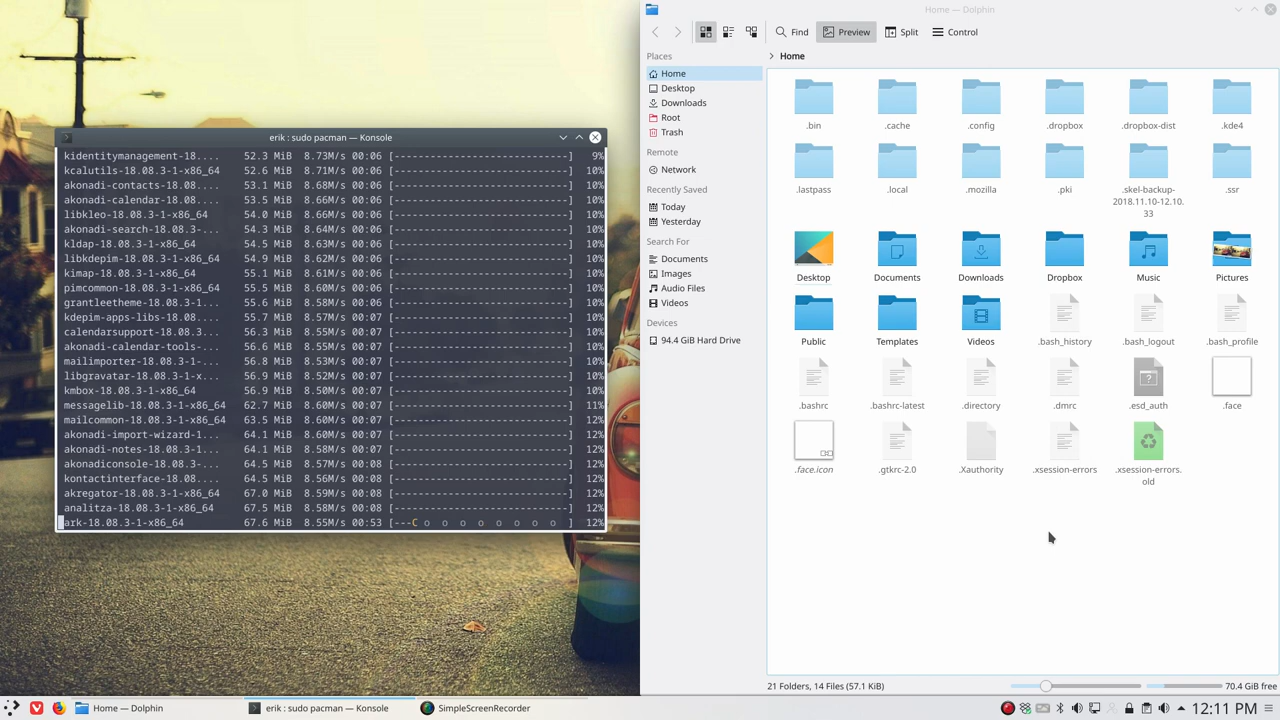 erik : sudo pacman — Konsole
kidentitymanagement-18.... 52.3 MiB 8.73M/s 00:06 [------------------------------] 9%
kcalutils-18.08.3-1-x86_64 52.6 MiB 8.71M/s 00:06 [------------------------------] 10%
akonadi-contacts-18.08.... 53.1 MiB 8.68M/s 00:06 [------------------------------] 10%
akonadi-calendar-18.08.... 53.5 MiB 8.66M/s 00:06 [------------------------------] 10%
libkleo-18.08.3-1-x86_64 54.0 MiB 8.66M/s 00:06 [------------------------------] 10%
akonadi-search-18.08.3-... 54.3 MiB 8.64M/s 00:06 [------------------------------] 10%
kldap-18.08.3-1-x86_64 54.5 MiB 8.63M/s 00:06 [------------------------------] 10%
libkdepim-18.08.3-1-x86_64 54.9 MiB 8.62M/s 00:06 [------------------------------] 10%
kimap-18.08.3-1-x86_64 55.1 MiB 8.61M/s 00:06 [------------------------------] 10%
pimcommon-18.08.3-1-x86_64 55.5 MiB 8.60M/s 00:06 [------------------------------] 10%
grantleetheme-18.08.3-1... 55.6 MiB 8.58M/s 00:06 [------------------------------] 10%
kdepim-apps-libs-18.08.... 55.7 MiB 8.57M/s 00:07 [------------------------------] 10%
calendarsupport-18.08.3... 56.3 MiB 8.55M/s 00:07 [------------------------------] 10%
akonadi-calendar-tools-... 56.6 MiB 8.55M/s 00:07 [------------------------------] 10%
mailimporter-18.08.3-1-... 56.8 MiB 8.53M/s 00:07 [------------------------------] 10%
libgravatar-18.08.3-1-x... 56.9 MiB 8.52M/s 00:07 [------------------------------] 10%
kmbox-18.08.3-1-x86_64 56.9 MiB 8.50M/s 00:07 [------------------------------] 10%
messagelib-18.08.3-1-x86_64 62.7 MiB 8.60M/s 00:07 [------------------------------] 11%
mailcommon-18.08.3-1-x86_64 63.5 MiB 8.60M/s 00:07 [------------------------------] 12%
akonadi-import-wizard-1... 64.1 MiB 8.60M/s 00:07 [------------------------------] 12%
akonadi-notes-18.08.3-1... 64.1 MiB 8.58M/s 00:07 [------------------------------] 12%
akonadiconsole-18.08.3-... 64.5 MiB 8.57M/s 00:08 [------------------------------] 12%
kontactinterface-18.08.... 64.5 MiB 8.56M/s 00:08 [------------------------------] 12%
akregator-18.08.3-1-x86_64 67.0 MiB 8.59M/s 00:08 [------------------------------] 12%
analitza-18.08.3-1-x86_64 67.5 MiB 8.58M/s 00:08 [------------------------------] 12%
ark-18.08.3-1-x86_64 67.6 MiB 8.55M/s 00:53 [---C o o o o o o o o ] 12%
Home — Dolphin
Find
Preview
Split
Control
Places
Home
Desktop
Downloads
Root
Trash
Remote
Network
Recently Saved
Today
Yesterday
Search For
Documents
Images
Audio Files
Videos
Devices
94.4 GiB Hard Drive
> Home
.bin .cache .config .dropbox .dropbox-dist .kde4
.lastpass .local .mozilla .pki .skel-backup-2018.11.10-12.10.33 .ssr
Desktop Documents Downloads Dropbox Music Pictures
Public Templates Videos .bash_history .bash_logout .bash_profile
.bashrc .bashrc-latest .directory .dmrc .esd_auth .face
.face.icon .gtkrc-2.0 .Xauthority .xsession-errors .xsession-errors.old
21 Folders, 14 Files (57.1 KiB)
70.4 GiB free
Home — Dolphin
erik : sudo pacman — Konsole
SimpleScreenRecorder
12:11 PM